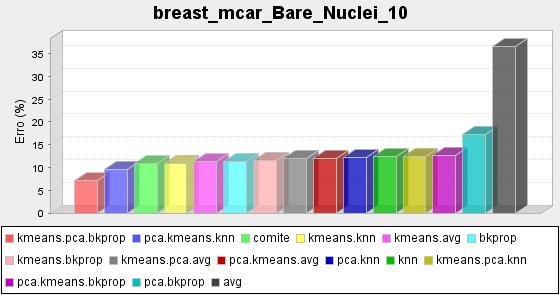 breast_mcar_Bare_Nuclei_10
Erro (%)
35
30
25
20
15
10
5
0
kmeans.pca.bkprop pca.kmeans.knn comite kmeans.knn kmeans.avg bkprop
kmeans.bkprop kmeans.pca.avg pca.kmeans.avg pca.knn knn kmeans.pca.knn
pca.kmeans.bkprop pca.bkprop avg